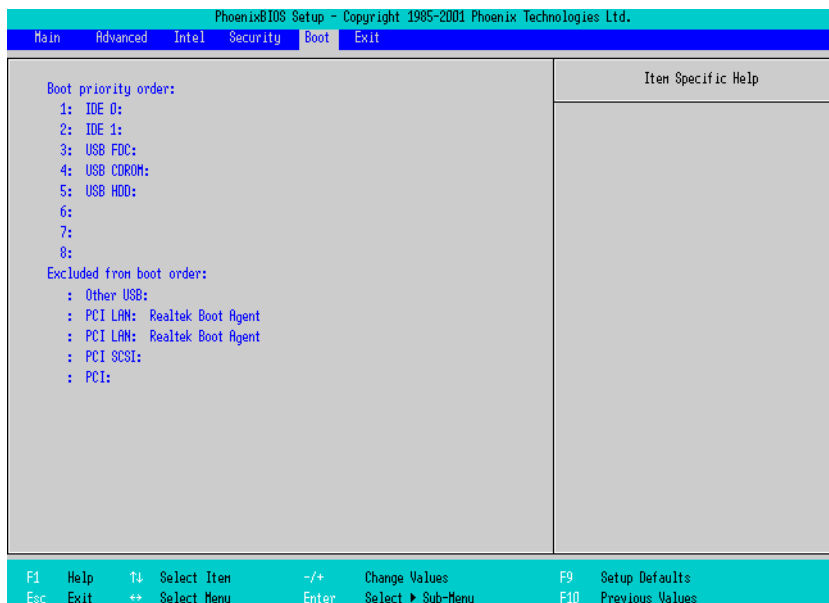 PhoenixBIOS Setup - Copyright 1985-2001 Phoenix Technologies Ltd.
Main Advanced Intel Security Boot Exit
Item Specific Help
Boot priority order:
1: IDE 0:
2: IDE 1:
3: USB FDC:
4: USB CDROM:
5: USB HDD:
6:
7:
8:
Excluded from boot order:
: Other USB:
: PCI LAN: Realtek Boot Agent
: PCI LAN: Realtek Boot Agent
: PCI SCSI:
: PCI:
F1 Help ↑↓ Select Item -/+ Change Values F9 Setup Defaults
Esc Exit ↔ Select Menu Enter Select ▶ Sub-Menu F10 Previous Values